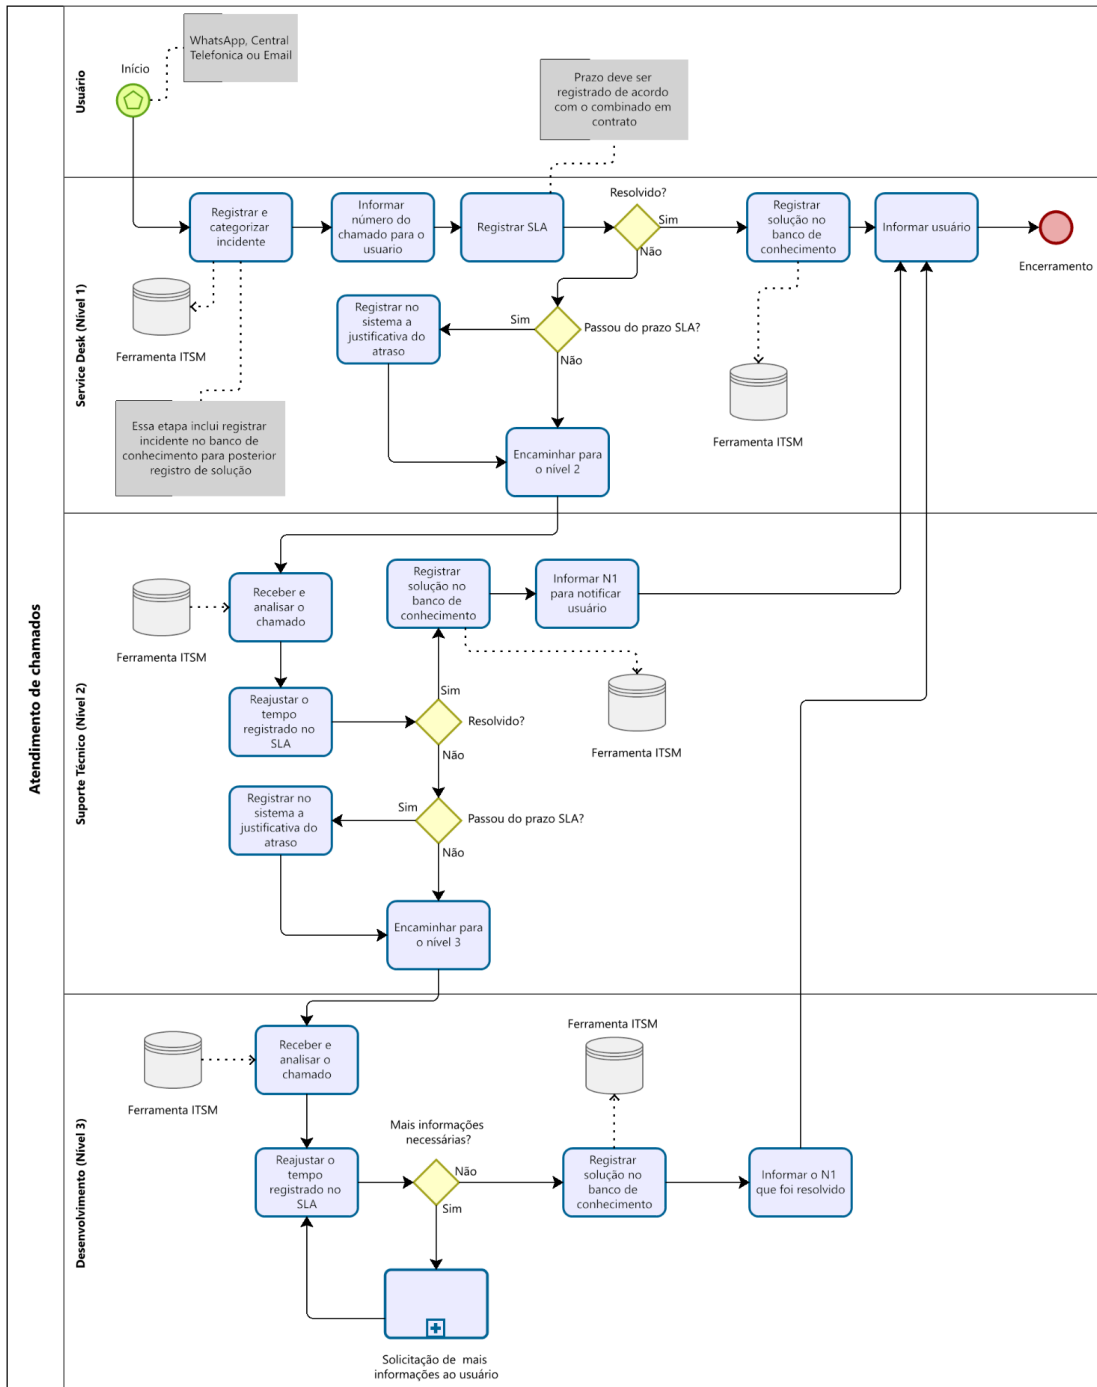 Atendimento de chamados
Usuário
Início
WhatsApp, Central
Telefonica ou Email
Prazo deve ser
registrado de acordo
com o combinado em
contrato
Service Desk (Nível 1)
Registrar e
categorizar
incidente
Informar
número do
chamado para o
usuario
Registrar SLA
Resolvido?
Sim
Não
Registrar
solução no
banco de
conhecimento
Informar usuário
Encerramento
Ferramenta ITSM
Registrar no
sistema a
justificativa do
atraso
Sim
Passou do prazo SLA?
Não
Ferramenta ITSM
Essa etapa inclui registrar
incidente no banco de
conhecimento para posterior
registro de solução
Encaminhar para
o nível 2
Suporte Técnico (Nível 2)
Ferramenta ITSM
Receber e
analisar o
chamado
Registrar
solução no
banco de
conhecimento
Informar N1
para notificar
usuário
Ferramenta ITSM
Reajustar o
tempo
registrado no
SLA
Sim
Resolvido?
Não
Registrar no
sistema a
justificativa do
atraso
Sim
Passou do prazo SLA?
Não
Encaminhar para
o nível 3
Desenvolvimento (Nível 3)
Ferramenta ITSM
Receber e
analisar o
chamado
Ferramenta ITSM
Reajustar o
tempo
registrado no
SLA
Mais informações
necessárias?
Não
Sim
Registrar
solução no
banco de
conhecimento
Informar o N1
que foi resolvido
Solicitação de mais
informações ao usuário